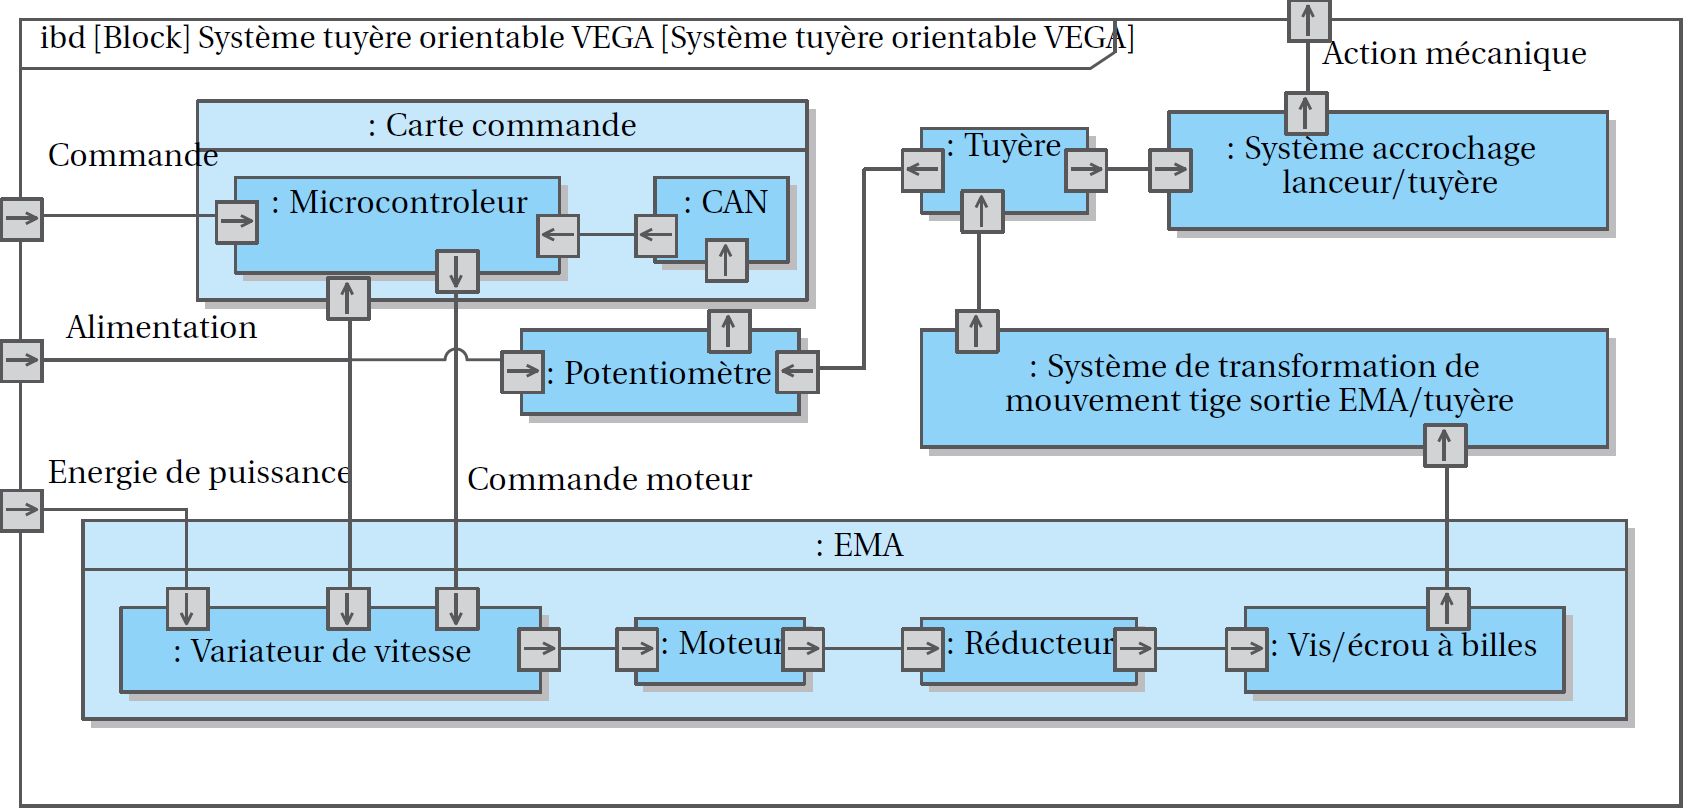 ibd [Block] Système tuyère orientable VEGA [Système tuyère orientable VEGA]
Action mécanique
: Carte commande
Commande
: Microcontroleur
: CAN
: Tuyère
: Système accrochage
lanceur/tuyère
Alimentation
: Potentiomètre
: Système de transformation de
mouvement tige sortie EMA/tuyère
Energie de puissance
Commande moteur
: EMA
: Variateur de vitesse
: Moteur
: Réducteur
: Vis/écrou à billes